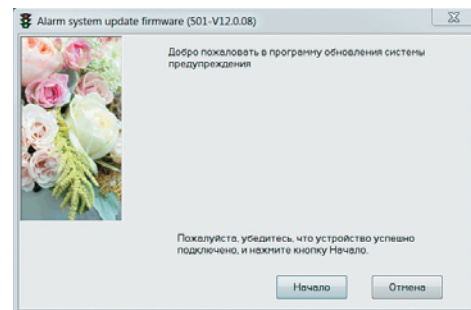 Alarm system update firmware (501-V12.0.08)
Добро пожаловать в программу обновления системы
предупреждения
Пожалуйста, убедитесь, что устройство успешно
подключено, и нажмите кнопку Начало.
Начало
Отмена